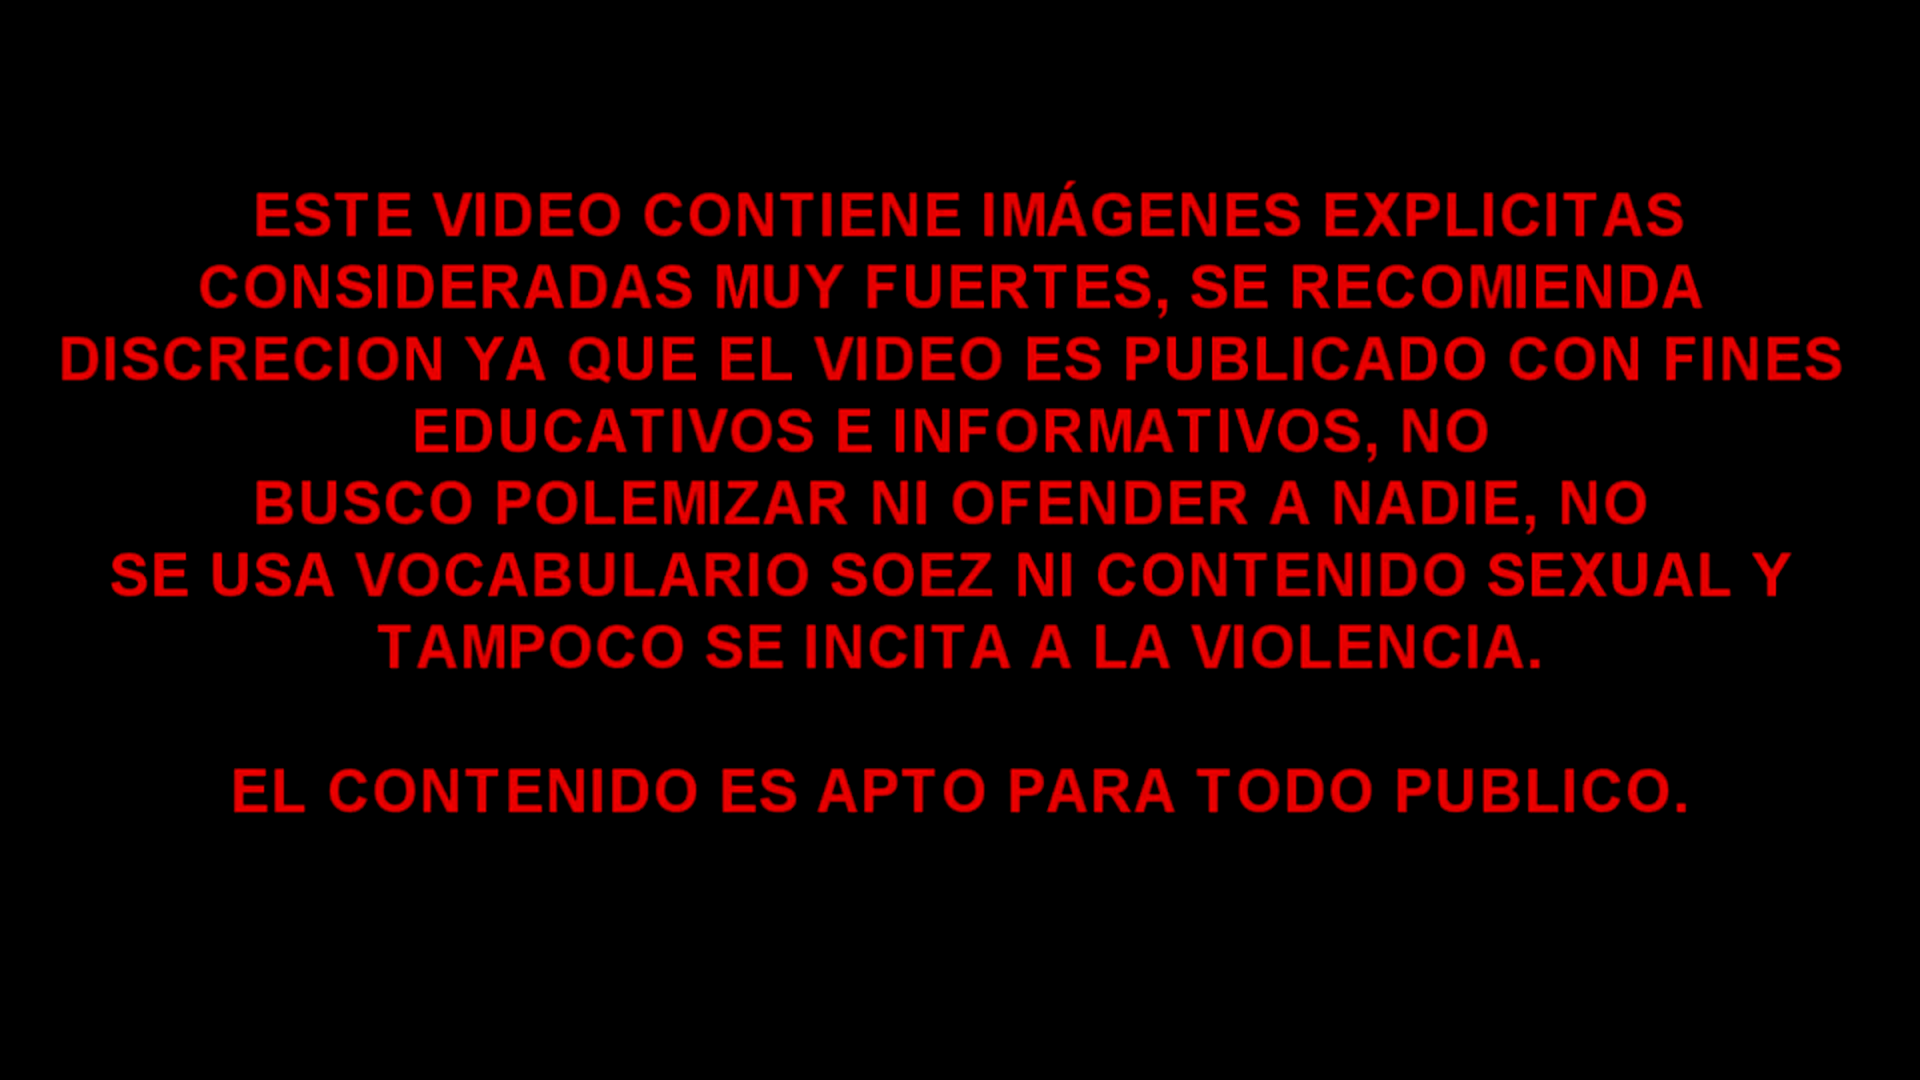 ESTE VIDEO CONTIENE IMÁGENES EXPLICITAS
CONSIDERADAS MUY FUERTES, SE RECOMIENDA
DISCRECION YA QUE EL VIDEO ES PUBLICADO CON FINES
EDUCATIVOS E INFORMATIVOS, NO
BUSCO POLEMIZAR NI OFENDER A NADIE, NO
SE USA VOCABULARIO SOEZ NI CONTENIDO SEXUAL Y
TAMPOCO SE INCITA A LA VIOLENCIA.
EL CONTENIDO ES APTO PARA TODO PUBLICO.